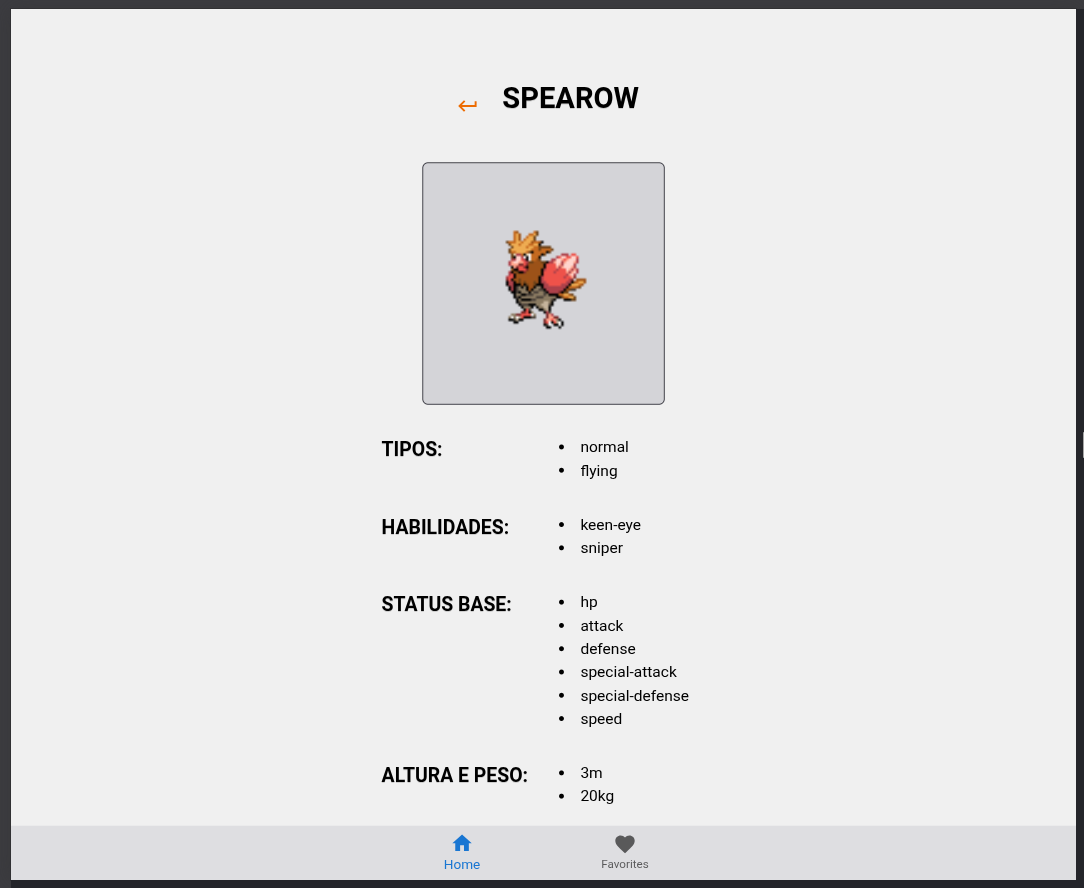 SPEAROW
TIPOS:
normal
flying
HABILIDADES:
keen-eye
sniper
STATUS BASE:
hp
attack
defense
special-attack
special-defense
speed
ALTURA E PESO:
3m
20kg
Home
Favorites